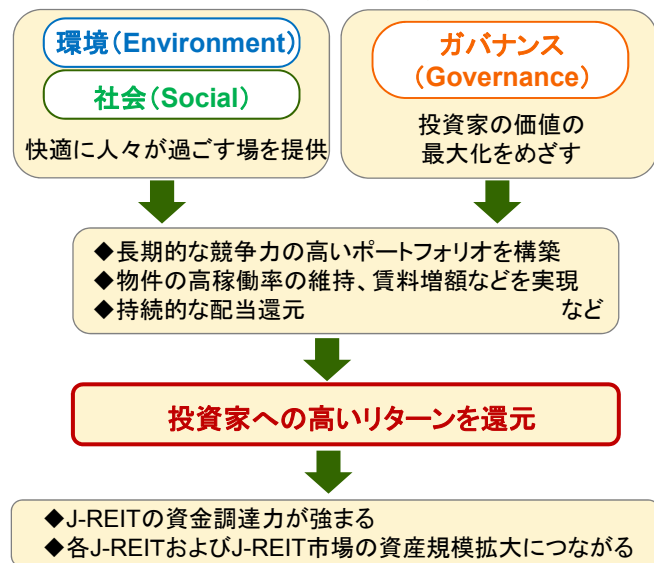 環境（Environment）
社会（Social）
快適に人々が過ごす場を提供
ガバナンス
（Governance）
投資家の価値の
最大化をめざす
◆長期的な競争力の高いポートフォリオを構築
◆物件の高稼働率の維持、賃料増額などを実現
◆持続的な配当還元 など
投資家への高いリターンを還元
◆J-REITの資金調達力が強まる
◆各J-REITおよびJ-REIT市場の資産規模拡大につながる